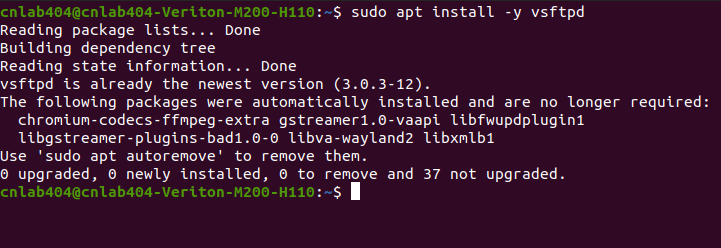 cnlab404@cnlab404-Veriton-M200-H110:~$ sudo apt install -y vsftpd
Reading package lists... Done
Building dependency tree
Reading state information... Done
vsftpd is already the newest version (3.0.3-12).
The following packages were automatically installed and are no longer required:
  chromium-codecs-ffmpeg-extra gstreamer1.0-vaapi libfwupdplugin1
  libgstreamer-plugins-bad1.0-0 libva-wayland2 libxmlb1
Use 'sudo apt autoremove' to remove them.
0 upgraded, 0 newly installed, 0 to remove and 37 not upgraded.
cnlab404@cnlab404-Veriton-M200-H110:~$